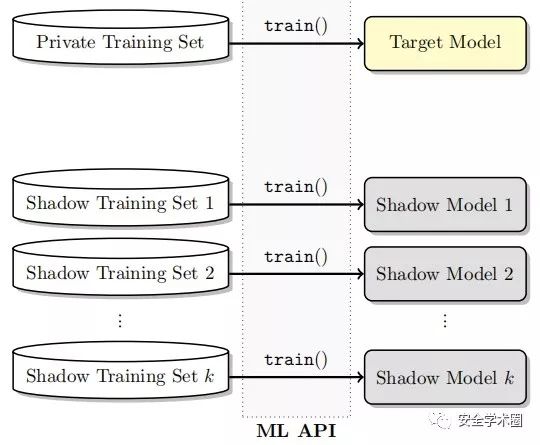 Private Training Set train() Target Model
Shadow Training Set 1 train() Shadow Model 1
Shadow Training Set 2 train() Shadow Model 2
⋮ ⋮
Shadow Training Set k train() Shadow Model k
安全学术圈
ML API